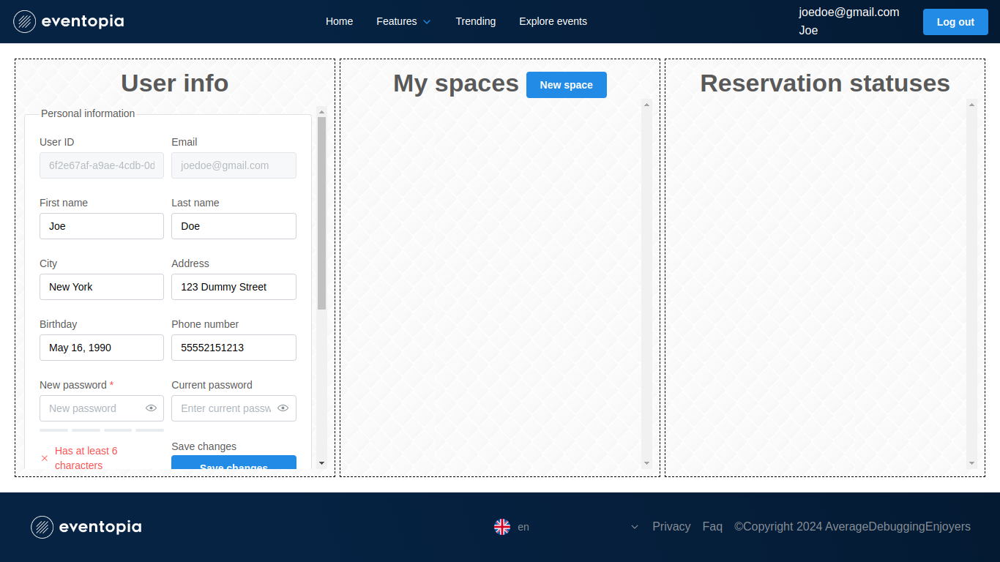 eventopia
Home
Features
Trending
Explore events
joedoe@gmail.com
Joe
Log out
User info
Personal information
User ID
Email
6f2e67af-a9ae-4cdb-0d
joedoe@gmail.com
First name
Last name
Joe
Doe
City
Address
New York
123 Dummy Street
Birthday
Phone number
May 16, 1990
55552151213
New password *
Current password
New password
Enter current passw
Has at least 6
characters
Save changes
Save changes
My spaces
New space
Reservation statuses
eventopia
en
Privacy
Faq
©Copyright 2024 AverageDebuggingEnjoyers